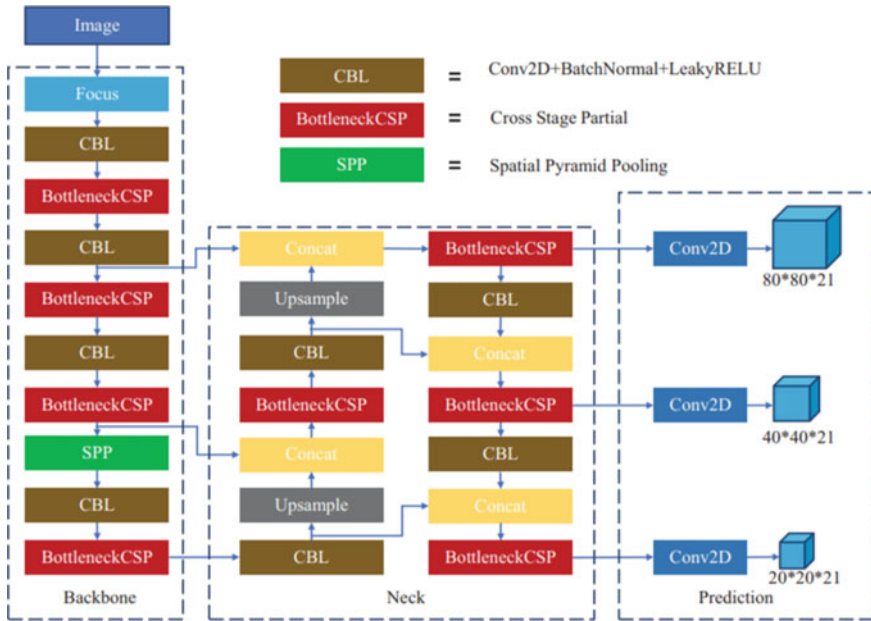 Image
Focus
CBL
BottleneckCSP
CBL
BottleneckCSP
CBL
BottleneckCSP
SPP
CBL
BottleneckCSP
Backbone
CBL = Conv2D+BatchNormal+LeakyRELU
BottleneckCSP = Cross Stage Partial
SPP = Spatial Pyramid Pooling
Concat
Upsample
CBL
BottleneckCSP
Concat
Upsample
CBL
BottleneckCSP
CBL
Concat
BottleneckCSP
CBL
Concat
BottleneckCSP
Neck
Conv2D
80*80*21
Conv2D
40*40*21
Conv2D
20*20*21
Prediction